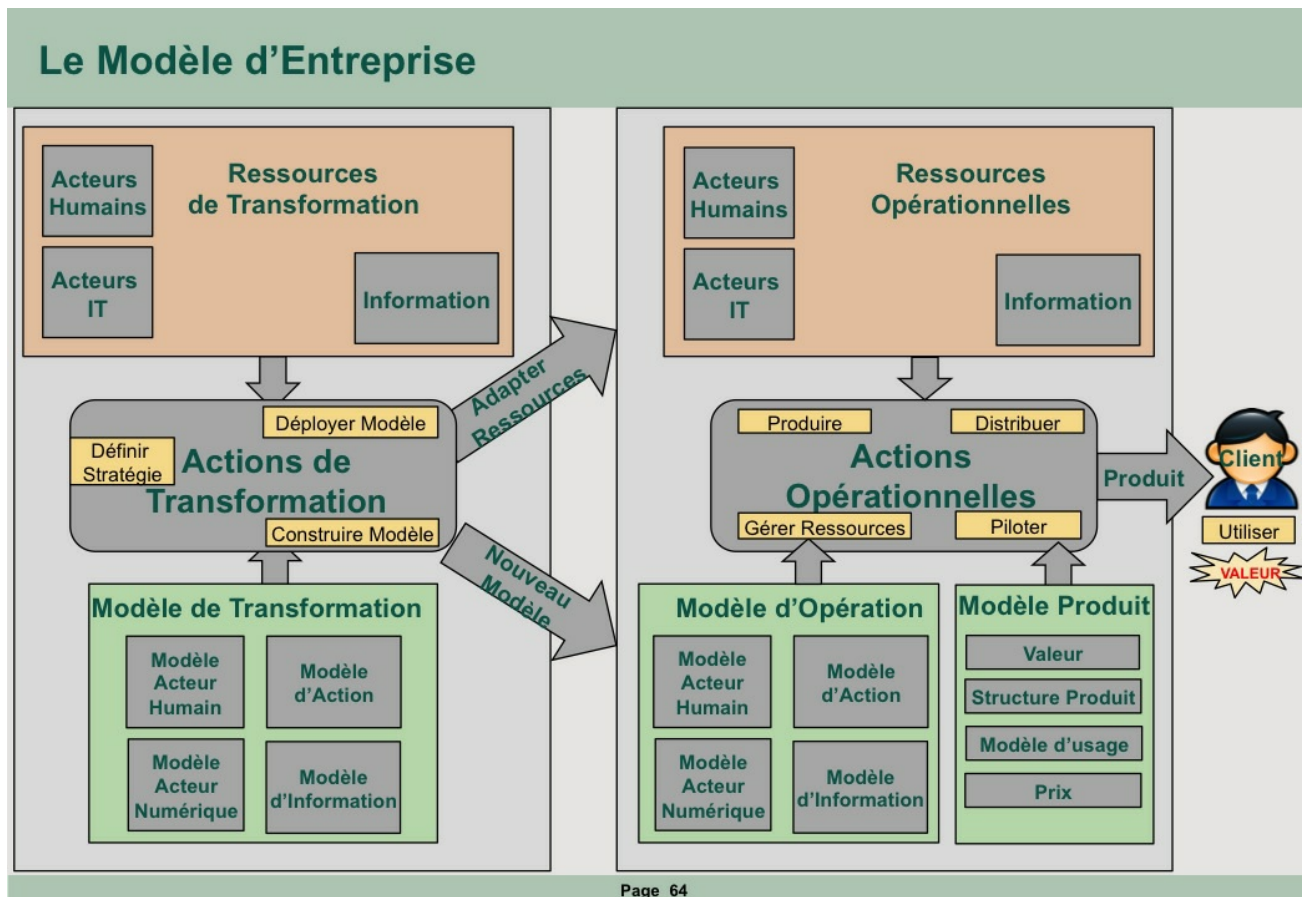 Le Modèle d'Entreprise
Acteurs
Humains
Ressources
de Transformation
Acteurs
IT
Information
Adapter
Ressources
Déployer Modèle
Définir
Stratégie
Actions de
Transformation
Construire Modèle
Nouveau
Modèle
Modèle de Transformation
Modèle
Acteur
Humain
Modèle
d'Action
Modèle
Acteur
Numérique
Modèle
d'Information
Acteurs
Humains
Ressources
Opérationnelles
Acteurs
IT
Information
Produire
Distribuer
Actions
Opérationnelles
Gérer Ressources
Piloter
Produit
Client
Utiliser
VALEUR
Modèle d'Opération
Modèle
Acteur
Humain
Modèle
d'Action
Modèle
Acteur
Numérique
Modèle
d'Information
Modèle Produit
Valeur
Structure Produit
Modèle d'usage
Prix
Page 64